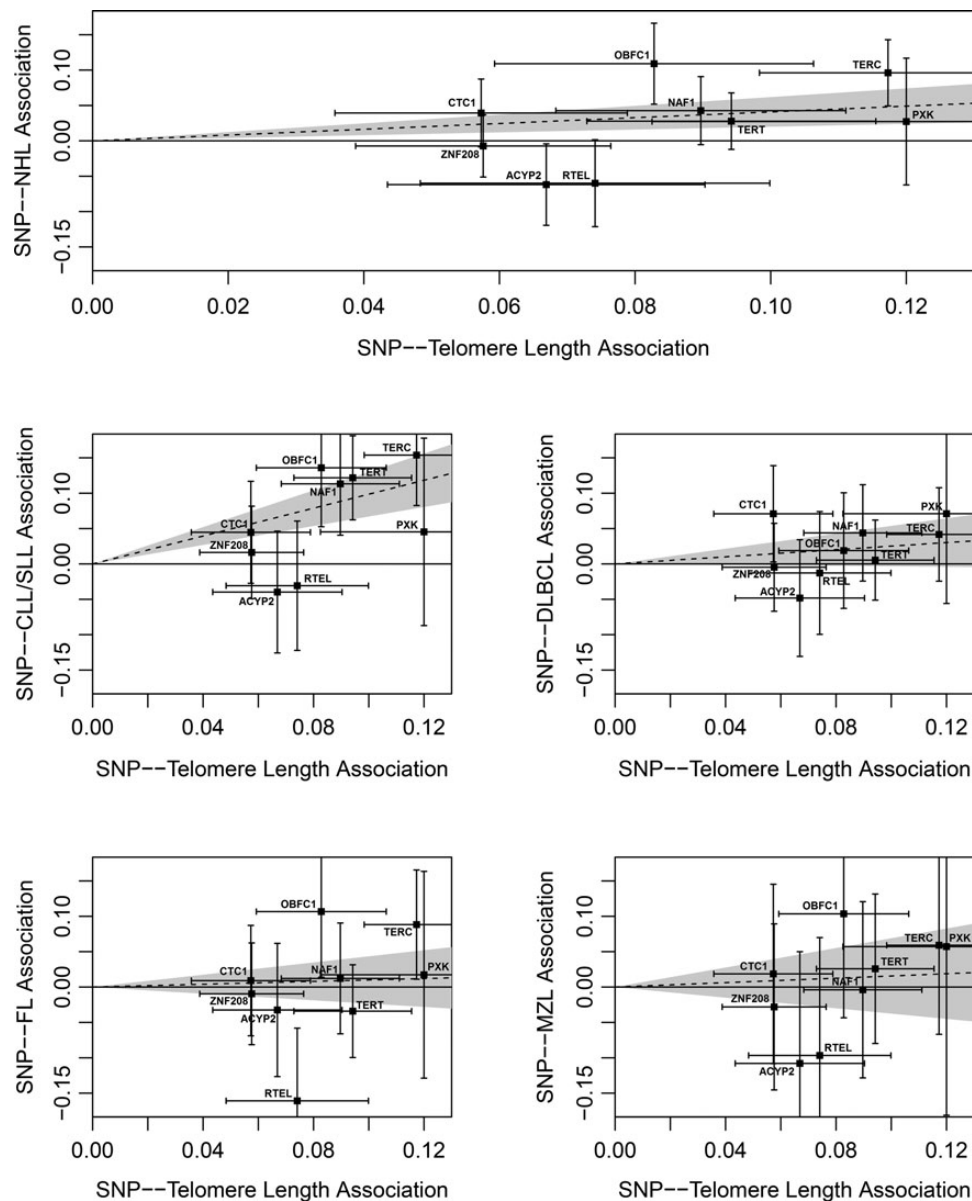 SNP--NHL Association
0.10
0.00
-0.15
OBFC1
TERC
CTC1
NAF1
TERT
PXK
ZNF208
ACYP2
RTEL
0.00 0.02 0.04 0.06 0.08 0.10 0.12
SNP--Telomere Length Association
SNP--CLL/SLL Association
0.10
0.00
-0.15
TERC
OBFC1
TERT
NAF1
CTC1
PXK
ZNF208
RTEL
ACYP2
0.00 0.04 0.08 0.12
SNP--Telomere Length Association
SNP--DLBCL Association
0.10
0.00
-0.15
CTC1
PXK
NAF1
TERC
OBFC1
TERT
ZNF208
RTEL
ACYP2
0.00 0.04 0.08 0.12
SNP--Telomere Length Association
SNP--FL Association
0.10
0.00
-0.15
OBFC1
TERC
CTC1
NAF1
PXK
ZNF208
ACYP2
TERT
RTEL
0.00 0.04 0.08 0.12
SNP--Telomere Length Association
SNP--MZL Association
0.10
0.00
-0.15
OBFC1
TERC
PXK
CTC1
TERT
NAF1
ZNF208
RTEL
ACYP2
0.00 0.04 0.08 0.12
SNP--Telomere Length Association